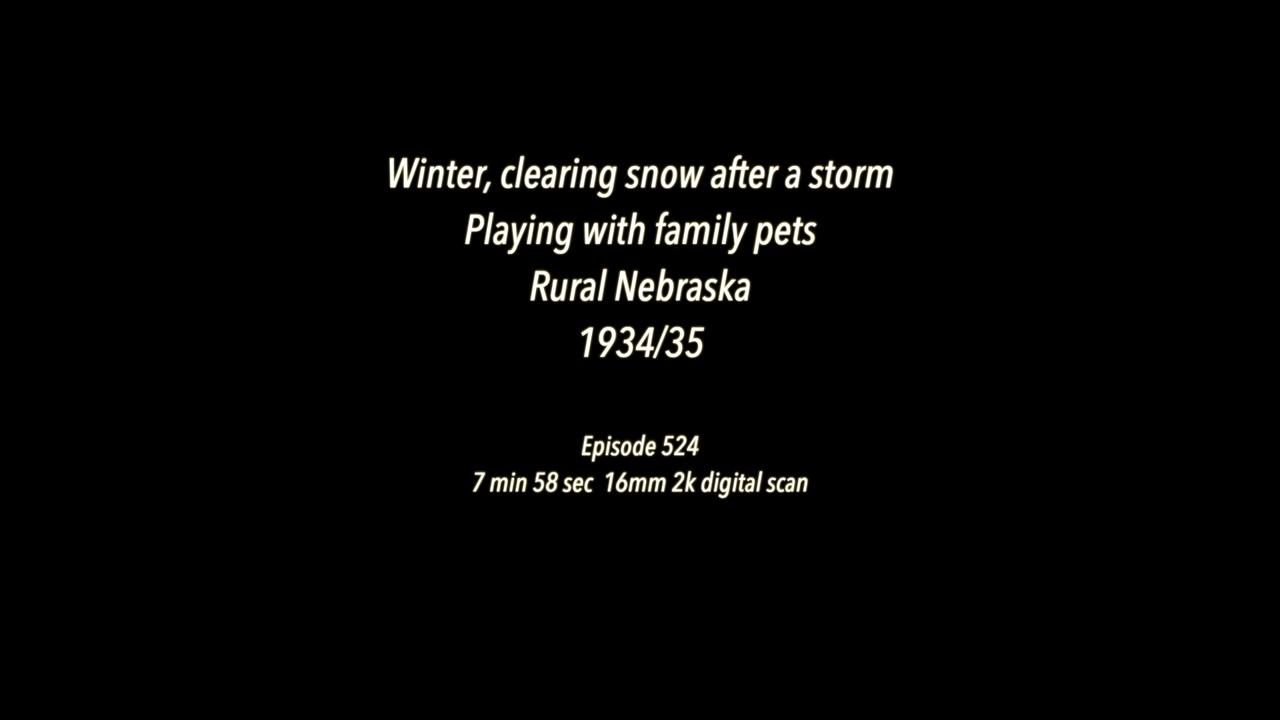 Winter, clearing snow after a storm
Playing with family pets
Rural Nebraska
1934/35
Episode 524
7 min 58 sec  16mm 2k digital scan